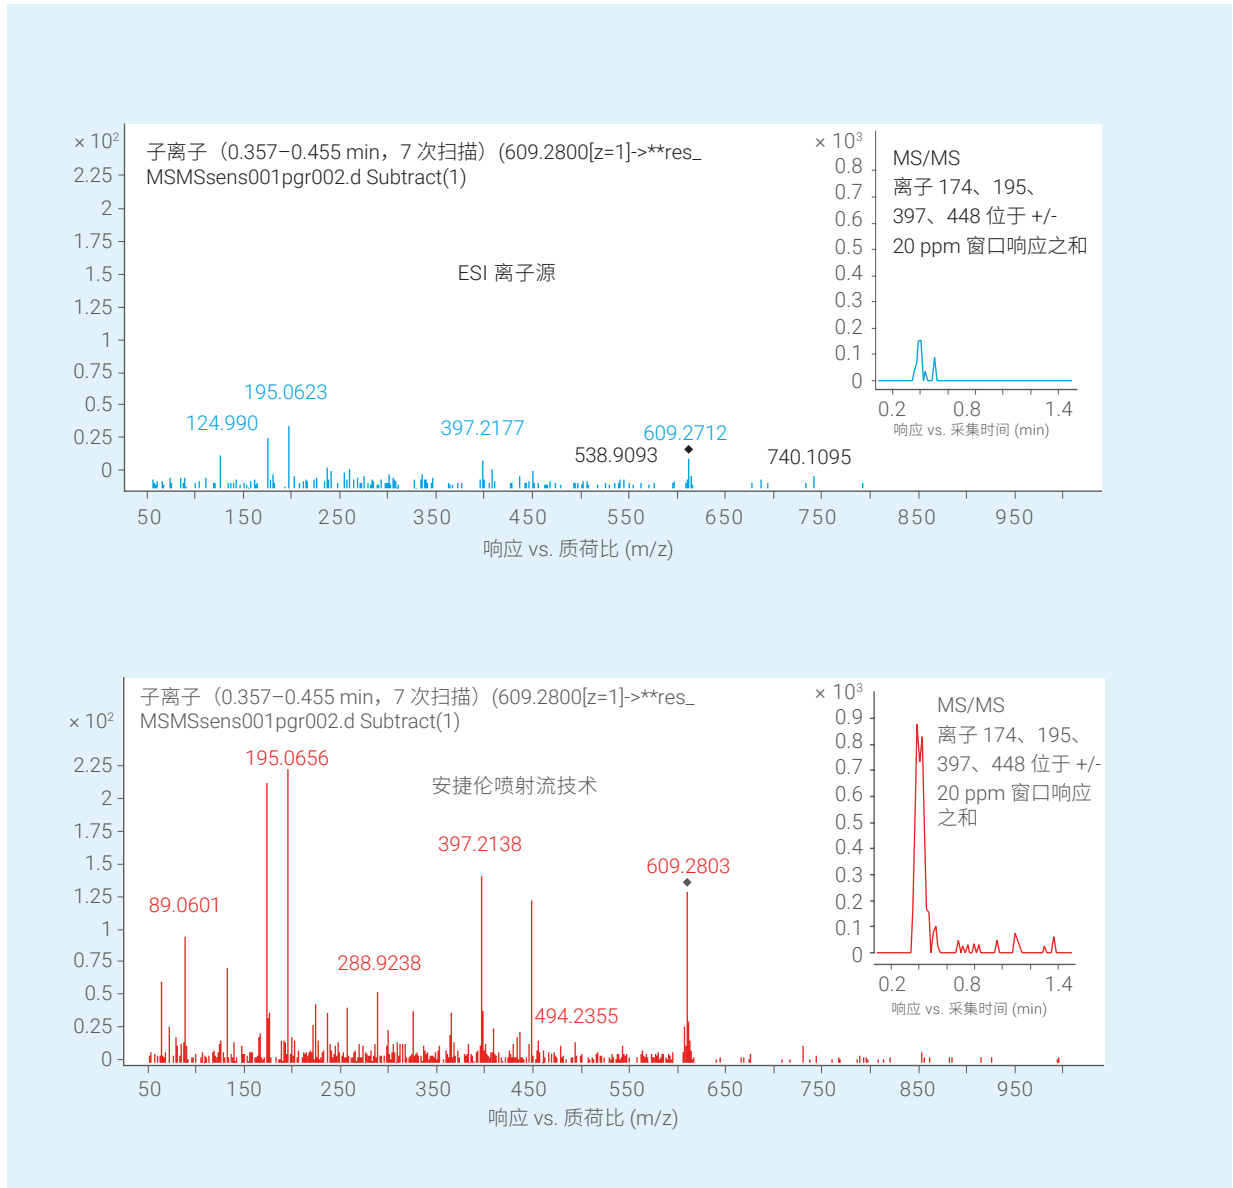 × 10²
子离子（0.357–0.455 min，7 次扫描）(609.2800[z=1]->**res_
MSMSsens001pgr002.d Subtract(1)
2.25
2
1.75
1.5
1.25
1
0.75
0.5
0.25
0
ESI 离子源
195.0623
124.990
397.2177
609.2712
538.9093
740.1095
50 150 250 350 450 550 650 750 850 950
响应 vs. 质荷比 (m/z)
× 10³
0.8
0.7
0.6
0.5
0.4
0.3
0.2
0.1
0
MS/MS
离子 174、195、
397、448 位于 +/-
20 ppm 窗口响应之和
0.2 0.8 1.4
响应 vs. 采集时间 (min)
子离子（0.357–0.455 min，7 次扫描）(609.2800[z=1]->**res_
MSMSsens001pgr002.d Subtract(1)
× 10²
2.25
2
1.75
1.5
1.25
1
0.75
0.5
0.25
0
195.0656
安捷伦喷射流技术
397.2138
609.2803
89.0601
288.9238
494.2355
50 150 250 350 450 550 650 750 850 950
响应 vs. 质荷比 (m/z)
× 10³
0.9
0.8
0.7
0.6
0.5
0.4
0.3
0.2
0.1
0
MS/MS
离子 174、195、
397、448 位于 +/-
20 ppm 窗口响应
之和
0.2 0.8 1.4
响应 vs. 采集时间 (min)